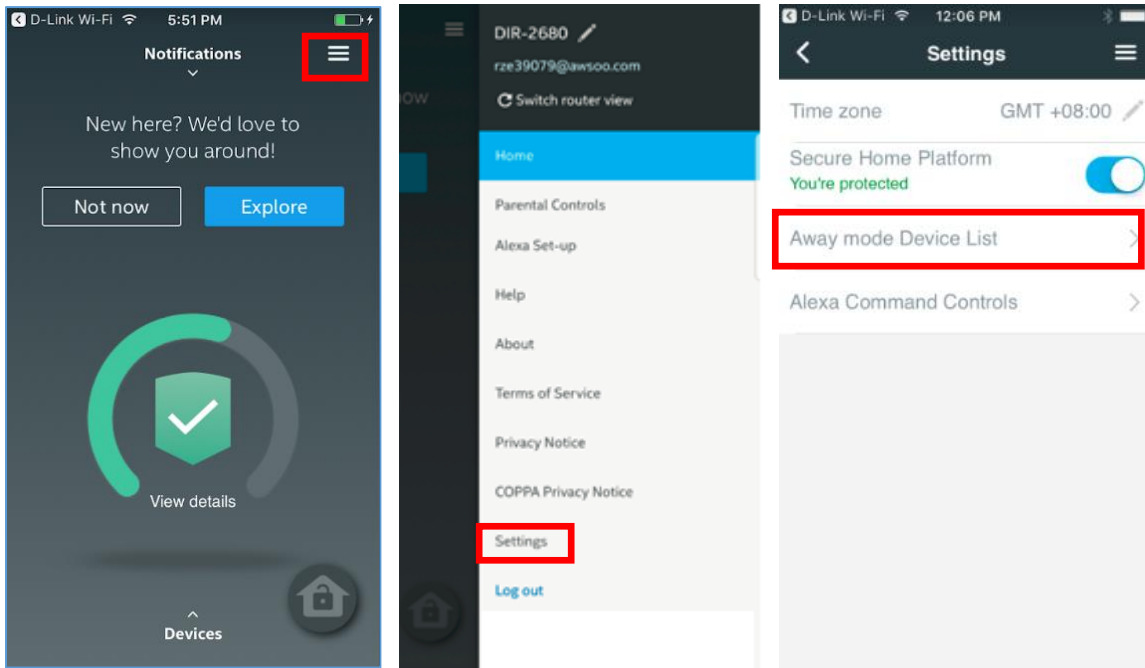 D-Link Wi-Fi 5:51 PM
Notifications
New here? We'd love to
show you around!
Not now
Explore
View details
Devices
DIR-2680
rze39079@awsoo.com
Switch router view
Home
Parental Controls
Alexa Set-up
Help
About
Terms of Service
Privacy Notice
COPPA Privacy Notice
Settings
Log out
D-Link Wi-Fi 12:06 PM
Settings
Time zone GMT +08:00
Secure Home Platform
You're protected
Away mode Device List
Alexa Command Controls